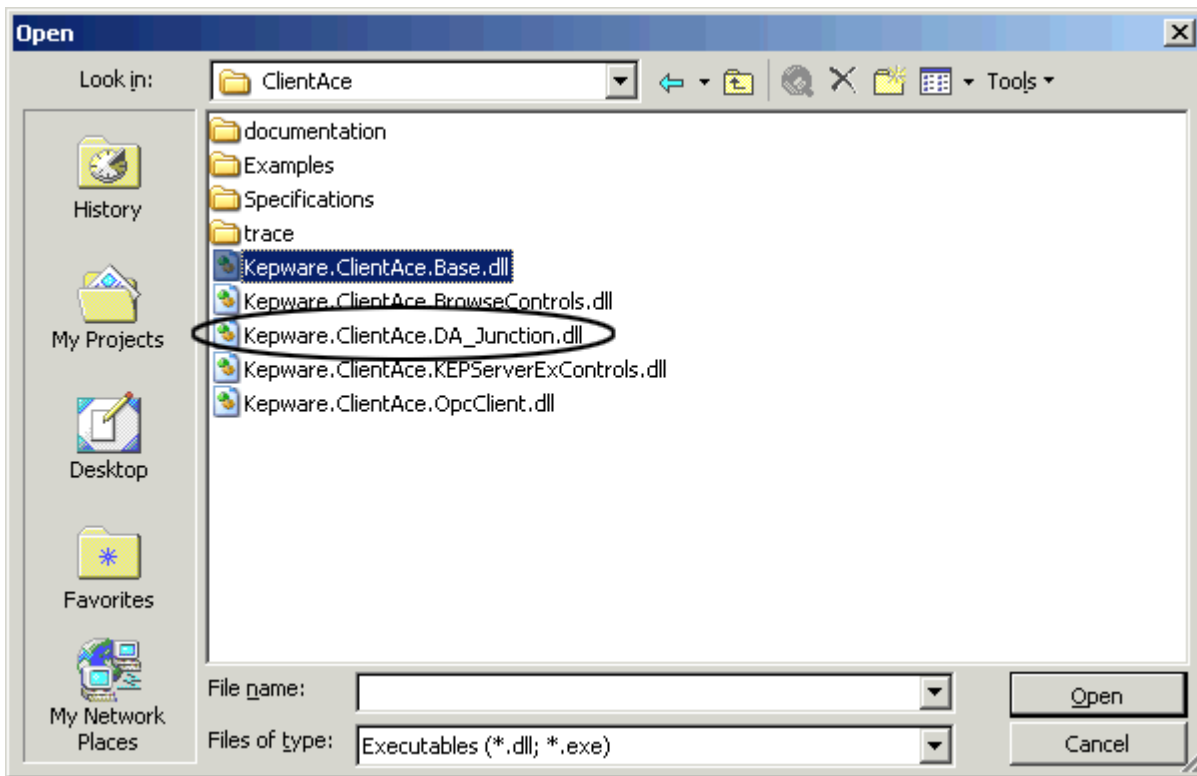 Open
Look in:
ClientAce
Tools
History
My Projects
Desktop
Favorites
My Network
Places
documentation
Examples
Specifications
trace
Kepware.ClientAce.Base.dll
Kepware.ClientAce.BrowseControls.dll
Kepware.ClientAce.DA_Junction.dll
Kepware.ClientAce.KEPServerExControls.dll
Kepware.ClientAce.OpcClient.dll
File name:
Open
Files of type:
Executables (*.dll; *.exe)
Cancel